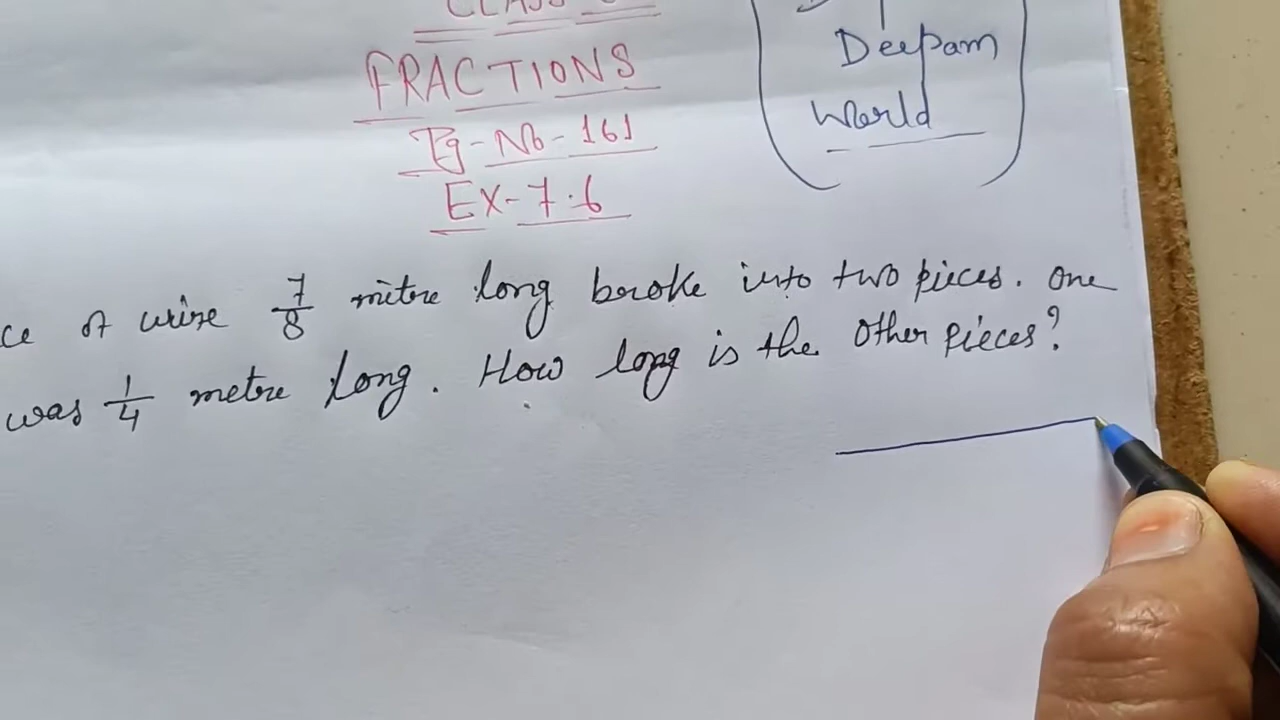 FRACTIONS
Pg-No-161
EX-7.6
Deepam
World
of wire 7/8 metre long broke into two pieces. One
was 1/4 metre long. How long is the other pieces?